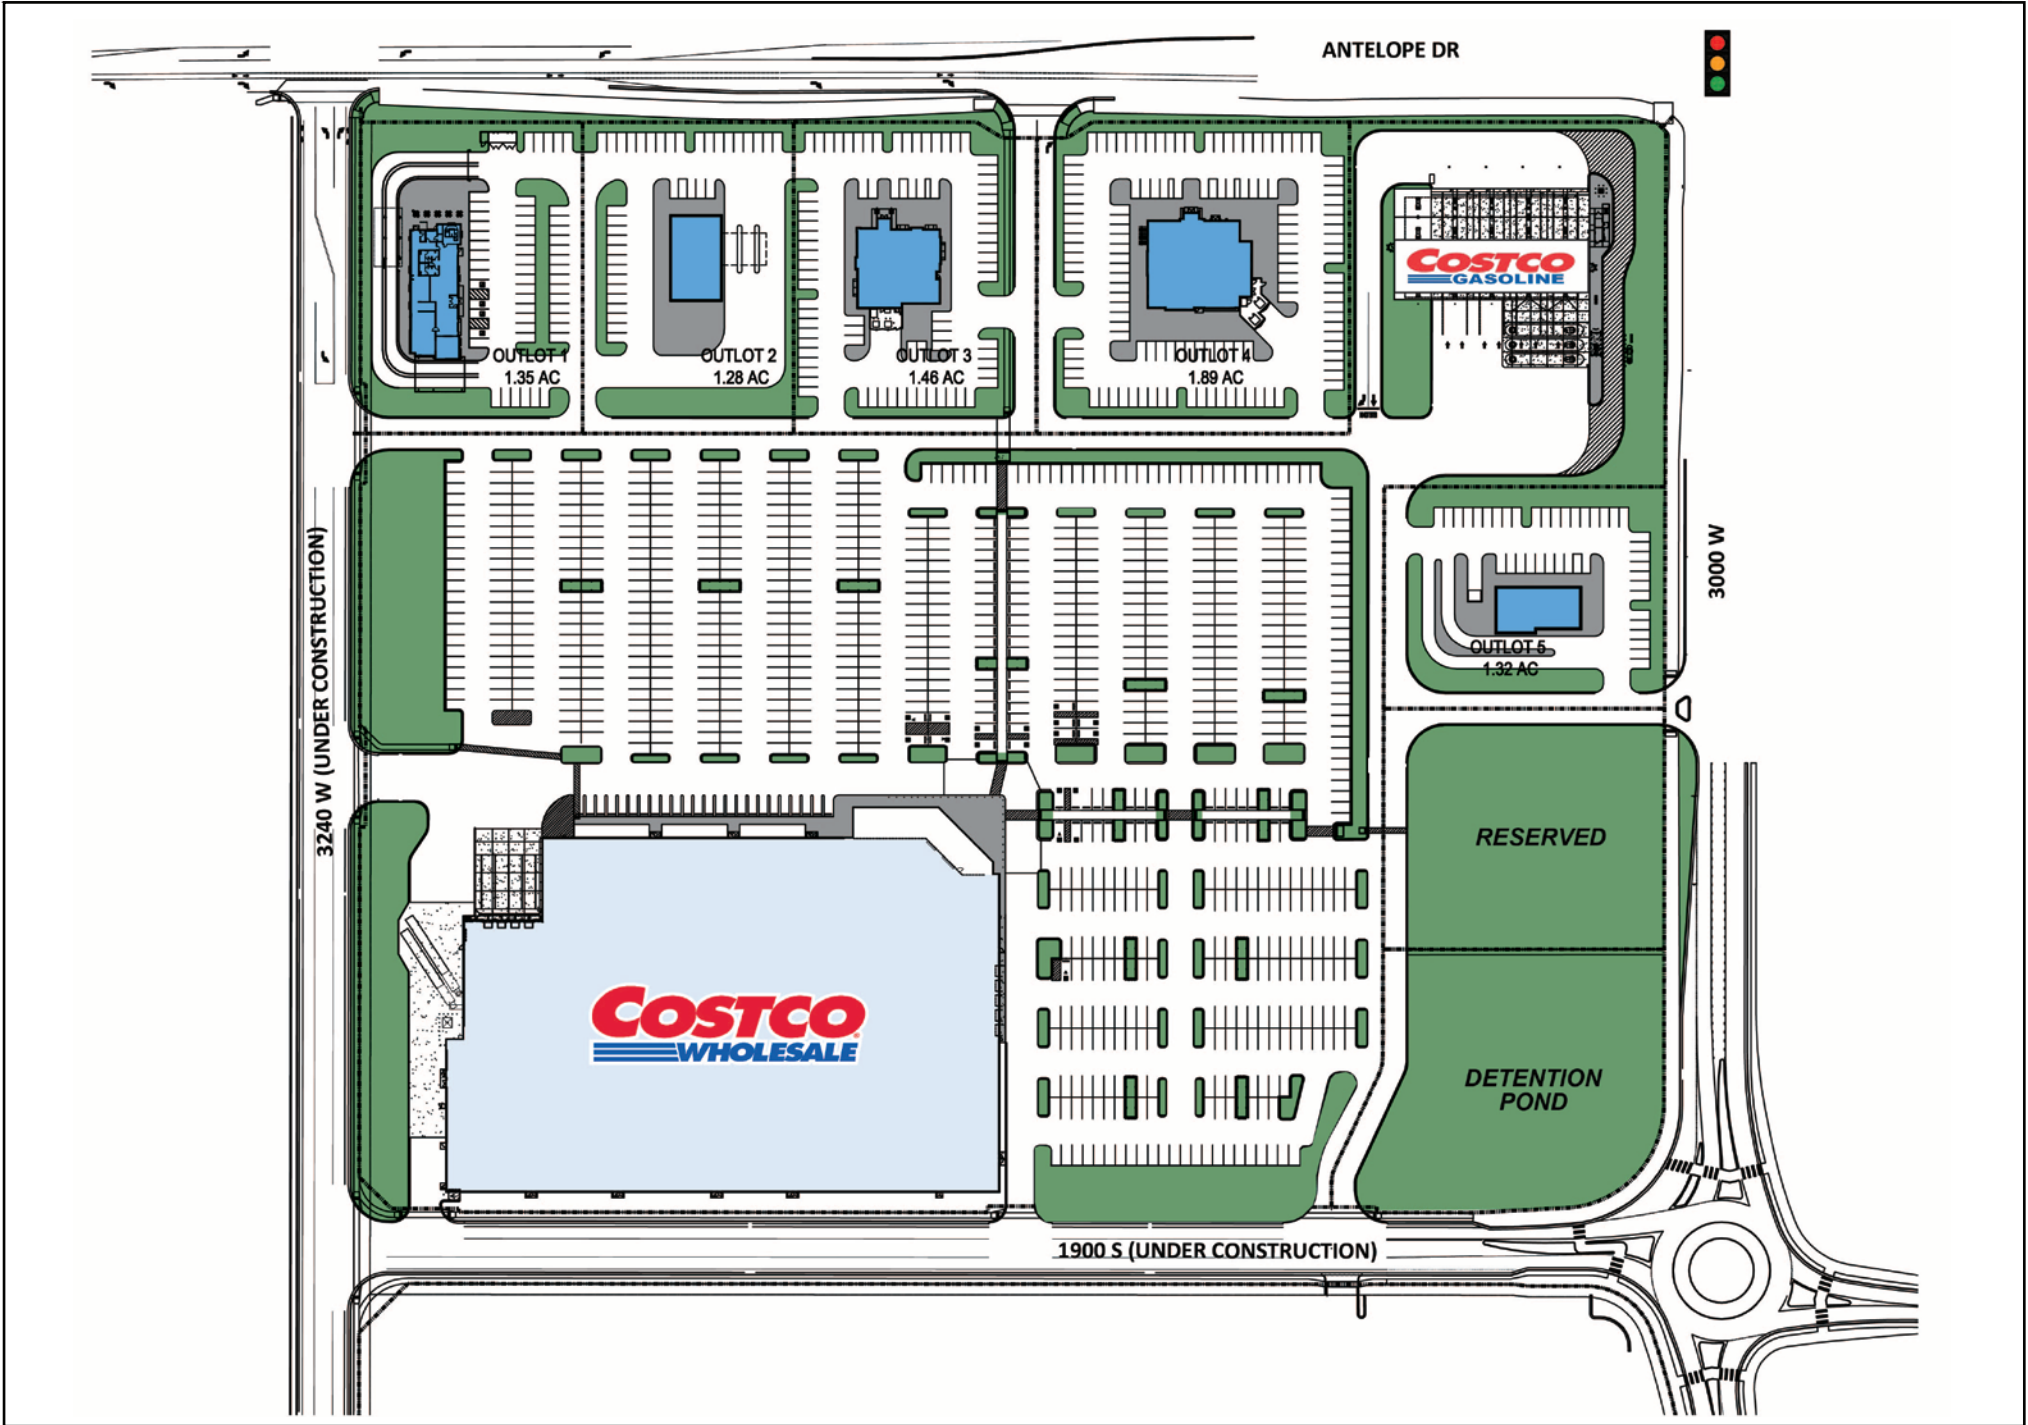 ANTELOPE DR
COSTCO
GASOLINE
OUTLOT 1
1.35 AC
OUTLOT 2
1.28 AC
OUTLOT 3
1.46 AC
OUTLOT 4
1.89 AC
3240 W (UNDER CONSTRUCTION)
3000 W
OUTLOT 5
1.32 AC
RESERVED
COSTCO
WHOLESALE
DETENTION
POND
1900 S (UNDER CONSTRUCTION)